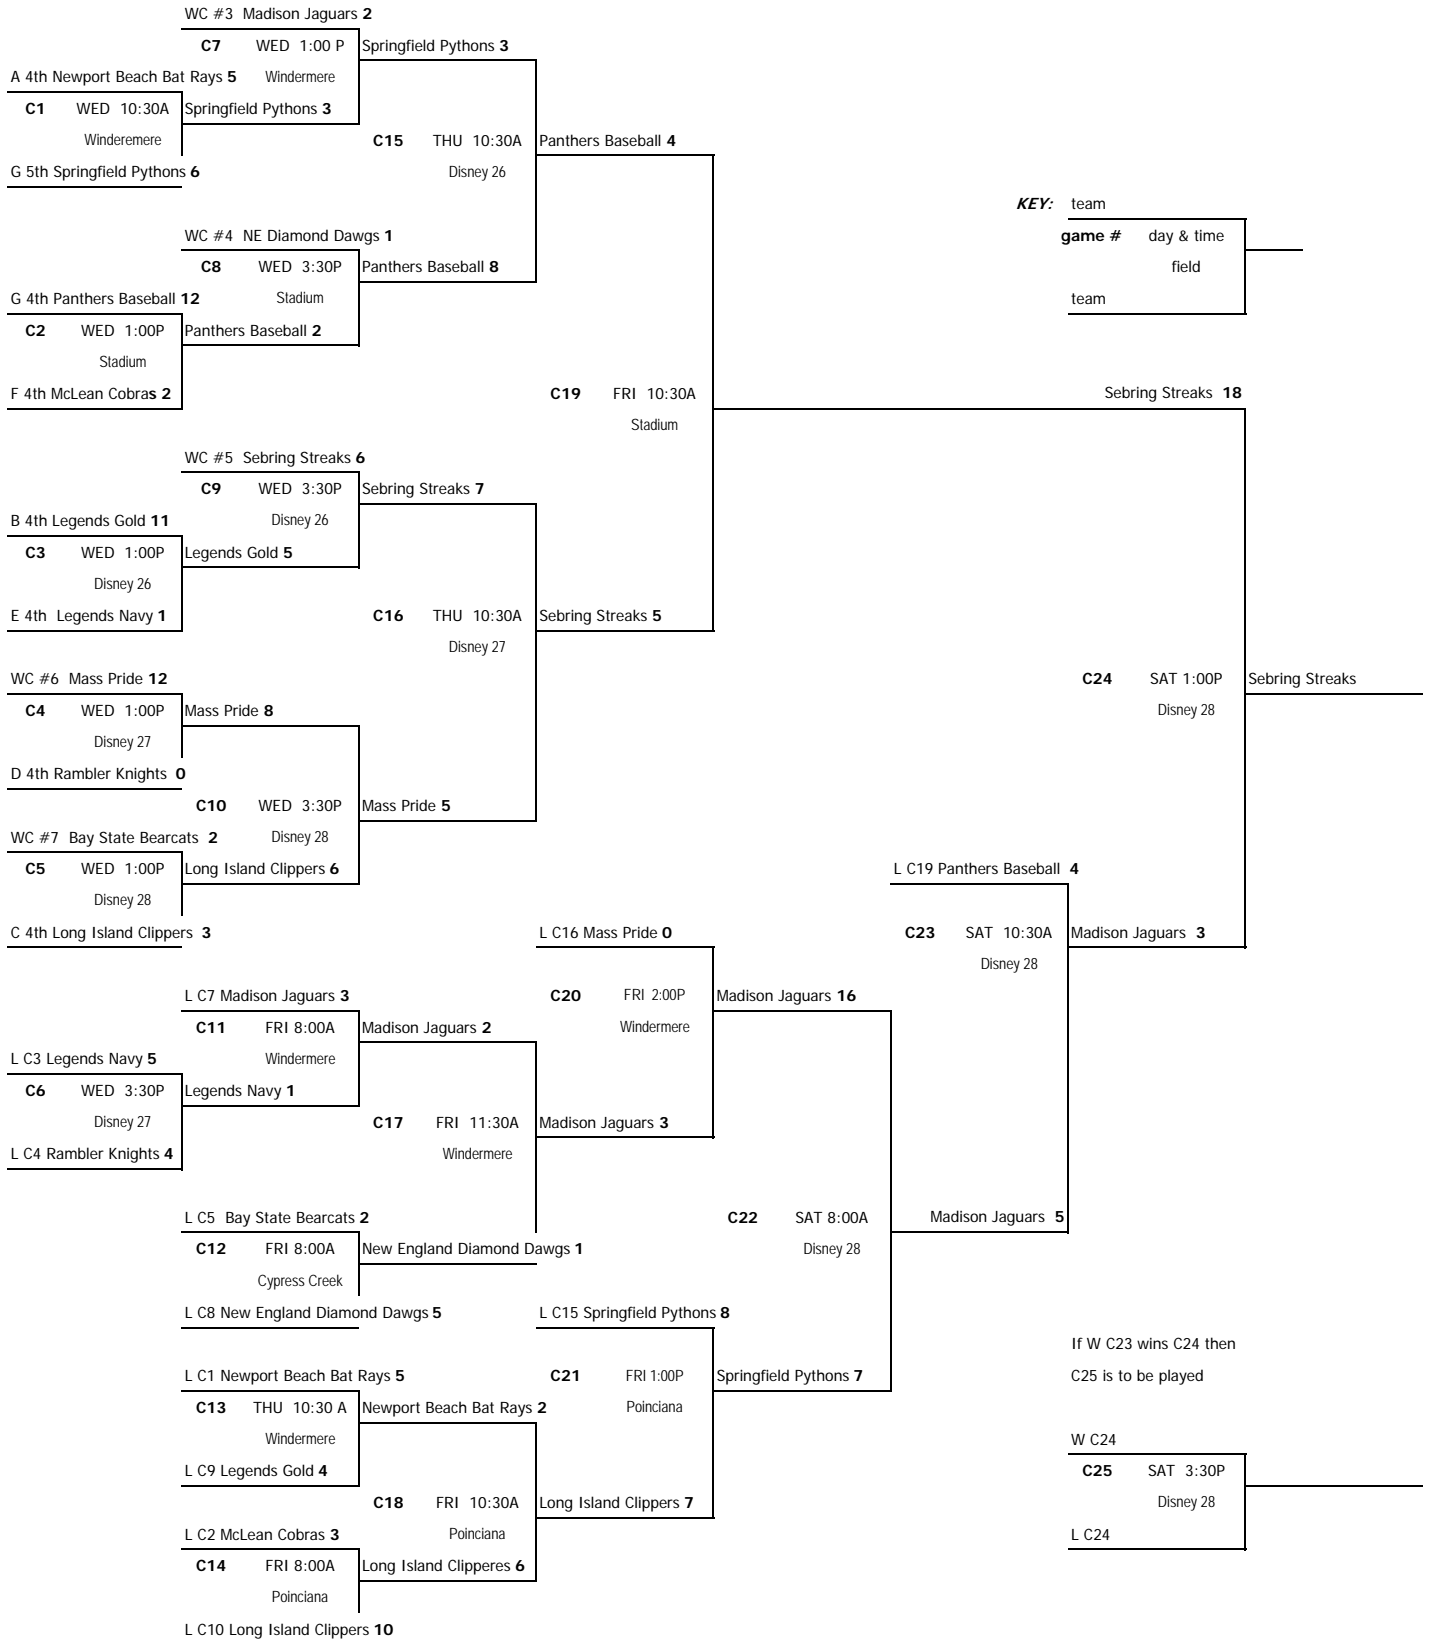 WC #3 Madison Jaguars 2
C7 WED 1:00 P Springfield Pythons 3
A 4th Newport Beach Bat Rays 5 Windermere
C1 WED 10:30A Springfield Pythons 3
Winderemere C15 THU 10:30A Panthers Baseball 4
G 5th Springfield Pythons 6 Disney 26
KEY: team
WC #4 NE Diamond Dawgs 1 game # day & time
C8 WED 3:30P Panthers Baseball 8 field
G 4th Panthers Baseball 12 Stadium team
C2 WED 1:00P Panthers Baseball 2
Stadium
F 4th McLean Cobras 2 C19 FRI 10:30A Sebring Streaks 18
Stadium
WC #5 Sebring Streaks 6
C9 WED 3:30P Sebring Streaks 7
B 4th Legends Gold 11 Disney 26
C3 WED 1:00P Legends Gold 5
Disney 26
E 4th Legends Navy 1 C16 THU 10:30A Sebring Streaks 5
Disney 27
WC #6 Mass Pride 12 C24 SAT 1:00P Sebring Streaks
C4 WED 1:00P Mass Pride 8 Disney 28
Disney 27
D 4th Rambler Knights 0
C10 WED 3:30P Mass Pride 5
WC #7 Bay State Bearcats 2 Disney 28
C5 WED 1:00P Long Island Clippers 6 L C19 Panthers Baseball 4
Disney 28
C 4th Long Island Clippers 3 L C16 Mass Pride 0 C23 SAT 10:30A Madison Jaguars 3
Disney 28
L C7 Madison Jaguars 3 C20 FRI 2:00P Madison Jaguars 16
C11 FRI 8:00A Madison Jaguars 2 Windermere
L C3 Legends Navy 5 Windermere
C6 WED 3:30P Legends Navy 1
Disney 27 C17 FRI 11:30A Madison Jaguars 3
L C4 Rambler Knights 4 Windermere
L C5 Bay State Bearcats 2 C22 SAT 8:00A Madison Jaguars 5
C12 FRI 8:00A New England Diamond Dawgs 1 Disney 28
Cypress Creek
L C8 New England Diamond Dawgs 5 L C15 Springfield Pythons 8
If W C23 wins C24 then
L C1 Newport Beach Bat Rays 5 C21 FRI 1:00P Springfield Pythons 7 C25 is to be played
C13 THU 10:30 A Newport Beach Bat Rays 2 Poinciana
Windermere W C24
L C9 Legends Gold 4 C25 SAT 3:30P
C18 FRI 10:30A Long Island Clippers 7 Disney 28
L C2 McLean Cobras 3 Poinciana L C24
C14 FRI 8:00A Long Island Clipperes 6
Poinciana
L C10 Long Island Clippers 10